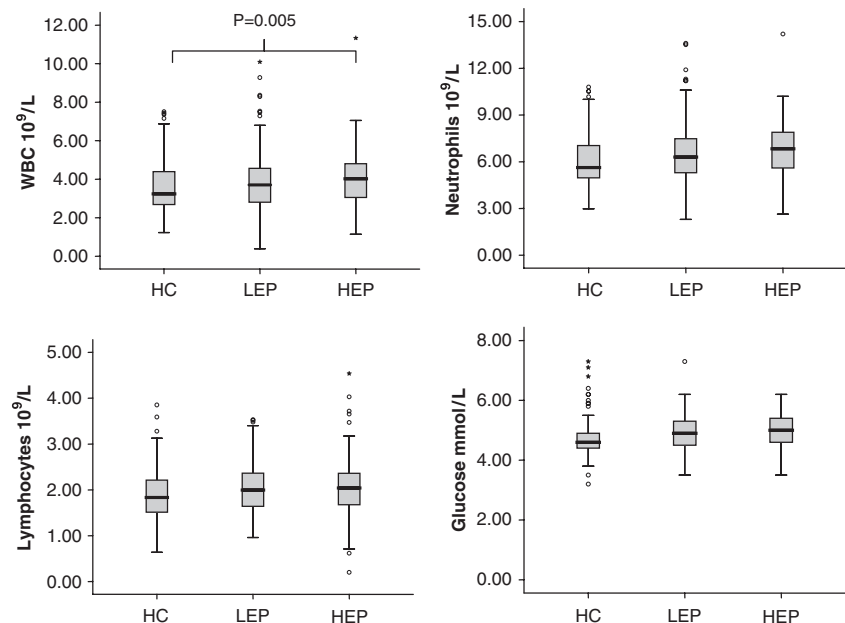 P=0.005
WBC 10⁹/L
12.00
10.00
8.00
6.00
4.00
2.00
0.00
HC LEP HEP
Neutrophils 10⁹/L
15.00
12.00
9.00
6.00
3.00
0.00
HC LEP HEP
Lymphocytes 10⁹/L
5.00
4.00
3.00
2.00
1.00
0.00
HC LEP HEP
Glucose mmol/L
8.00
6.00
4.00
2.00
0.00
HC LEP HEP